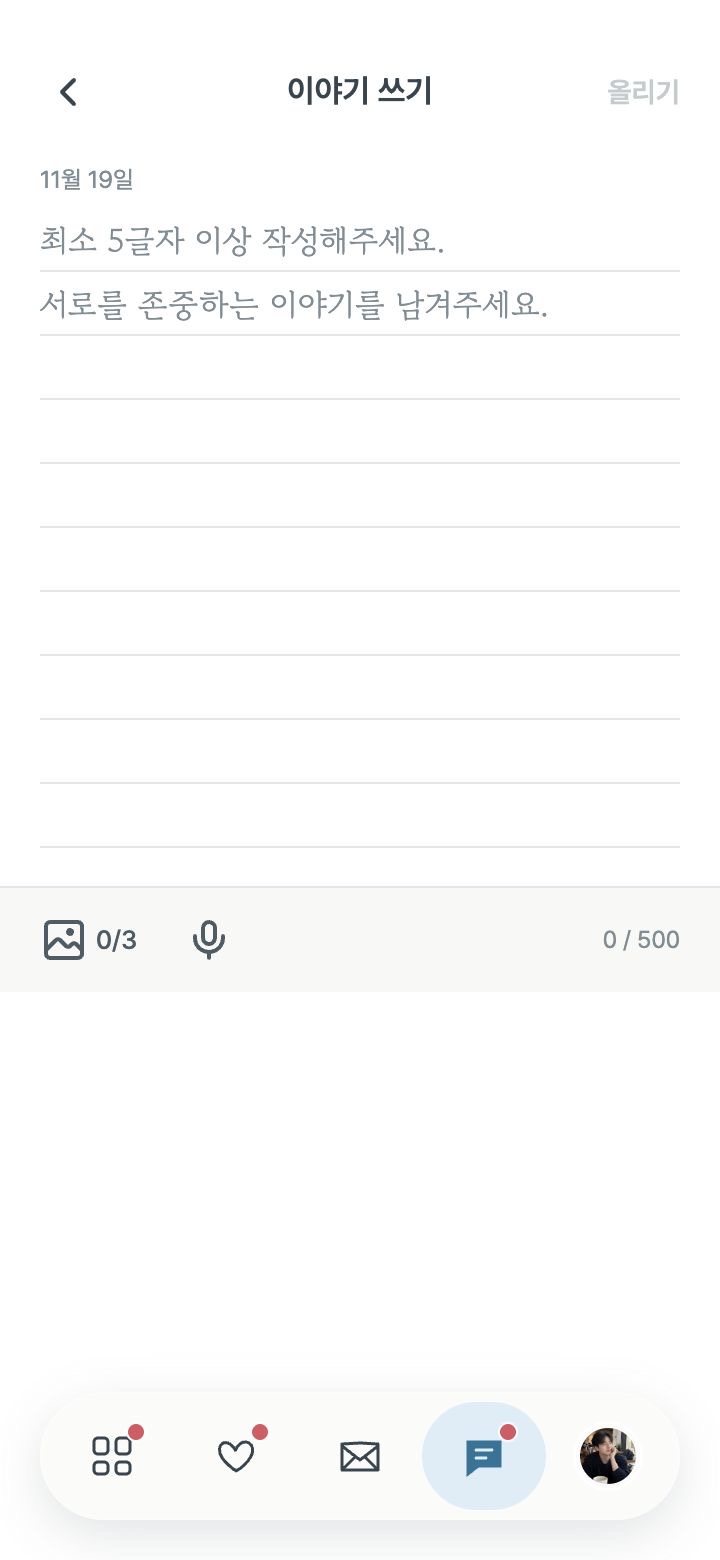 이야기 쓰기
올리기
11월 19일
최소 5글자 이상 작성해주세요.
서로를 존중하는 이야기를 남겨주세요.
0/3
0 / 500